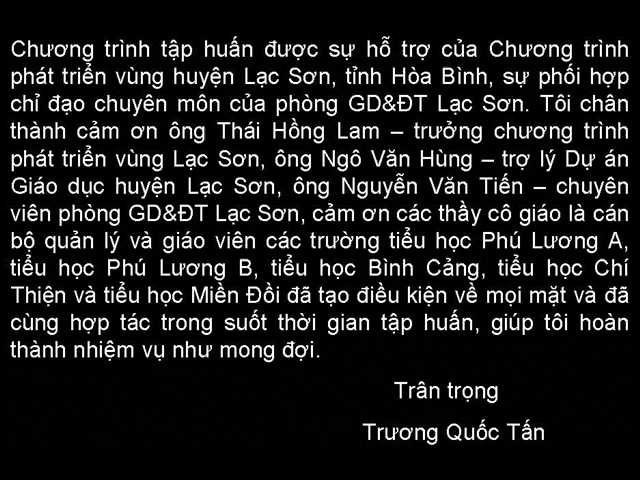 Chương trình tập huấn được sự hỗ trợ của Chương trình
phát triển vùng huyện Lạc Sơn, tỉnh Hòa Bình, sự phối hợp
chỉ đạo chuyên môn của phòng GD&ĐT Lạc Sơn. Tôi chân
thành cảm ơn ông Thái Hồng Lam – trưởng chương trình
phát triển vùng Lạc Sơn, ông Ngô Văn Hùng – trợ lý Dự án
Giáo dục huyện Lạc Sơn, ông Nguyễn Văn Tiến – chuyên
viên phòng GD&ĐT Lạc Sơn, cảm ơn các thầy cô giáo là cán
bộ quản lý và giáo viên các trường tiểu học Phú Lương A,
tiểu học Phú Lương B, tiểu học Bình Cảng, tiểu học Chí
Thiện và tiểu học Miền Đồi đã tạo điều kiện về mọi mặt và đã
cùng hợp tác trong suốt thời gian tập huấn, giúp tôi hoàn
thành nhiệm vụ như mong đợi.
Trân trọng
Trương Quốc Tấn